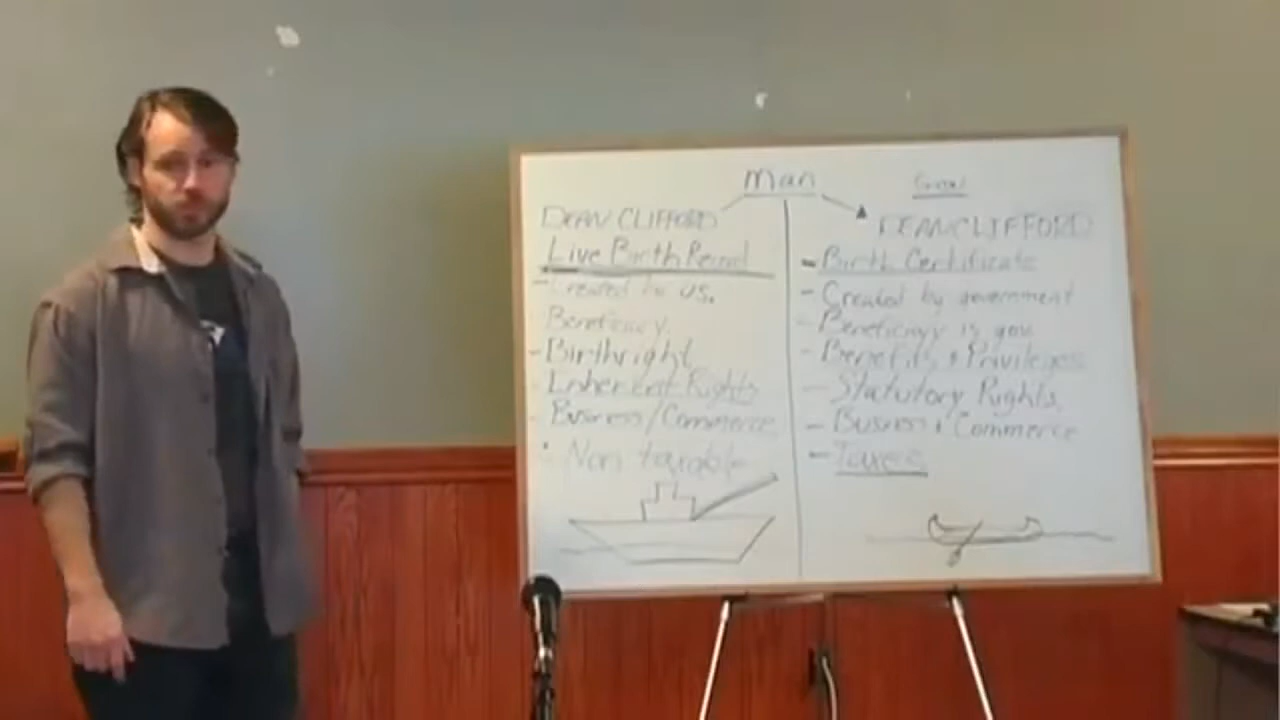 Man
DEAN CLIFFORD
Live Birth Record
- Created by us.
- Beneficiary.
- Birthright
- Inherent Rights
- Business/Commerce
- Non taxable
DEAN CLIFFORD
- Birth Certificate
- Created by government
- Beneficiary is gov
- Benefits & Privileges
- Statutory Rights
- Business & Commerce
- Taxes